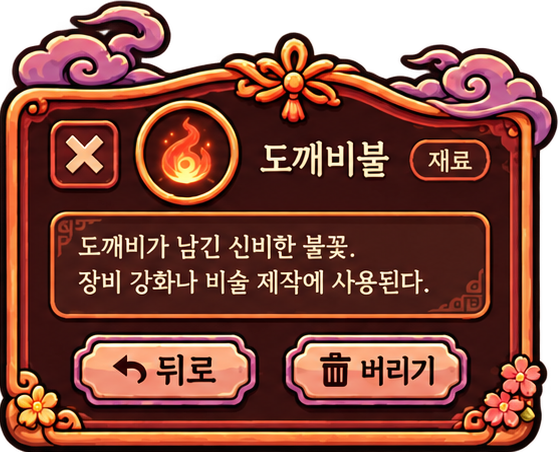 도깨비불 재료
도깨비가 남긴 신비한 불꽃.
장비 강화나 비술 제작에 사용된다.
뒤로 버리기